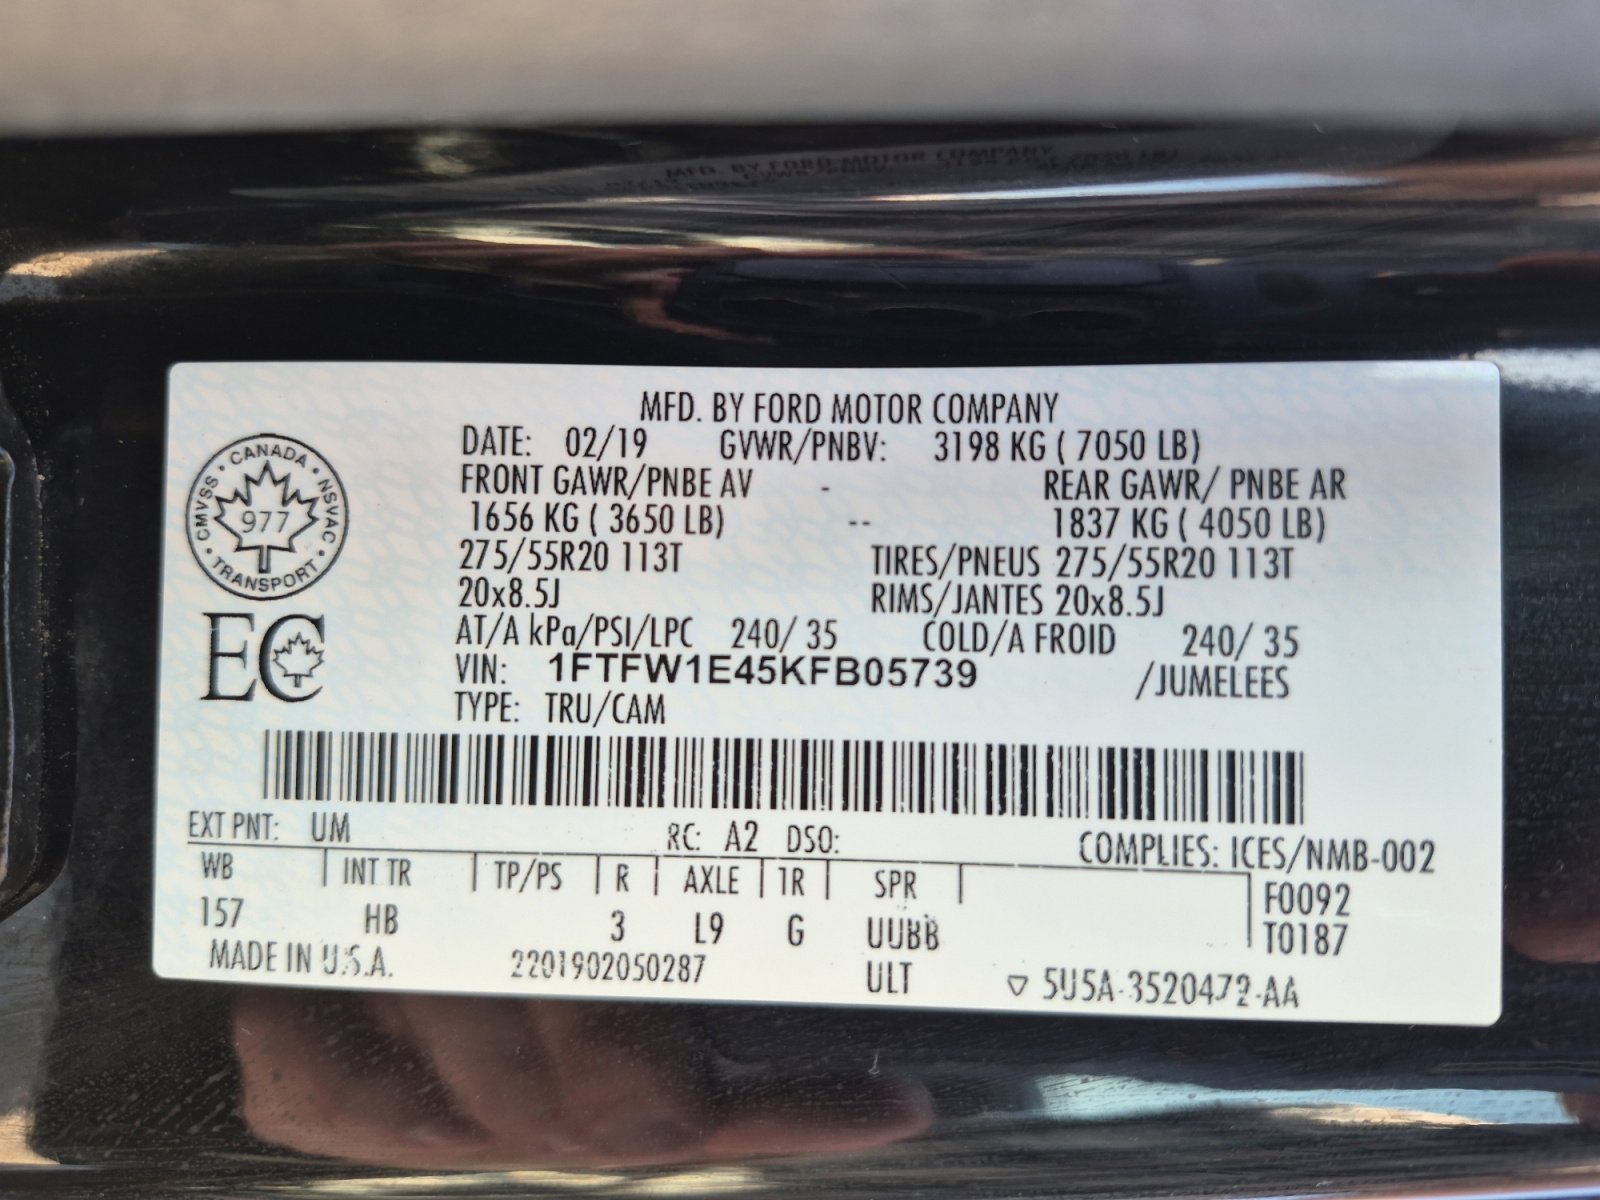 MFD. BY FORD MOTOR COMPANY
DATE: 02/19 GVWR/PNBV: 3198 KG ( 7050 LB)
FRONT GAWR/PNBE AV - REAR GAWR/ PNBE AR
1656 KG ( 3650 LB) -- 1837 KG ( 4050 LB)
275/55R20 113T TIRES/PNEUS 275/55R20 113T
20x8.5J RIMS/JANTES 20x8.5J
AT/A kPa/PSI/LPC 240/ 35 COLD/A FROID 240/ 35
VIN: 1FTFW1E45KFB05739 /JUMELEES
TYPE: TRU/CAM
CANADA
CMVSS • NSVAC
977
TRANSPORT
EC
EXT PNT: UM RC: A2 DSO: COMPLIES: ICES/NMB-002
WB | INT TR | TP/PS | R | AXLE | TR | SPR | F0092
157 HB 3 L9 G UUBB T0187
MADE IN U.S.A. 2201902050287 ULT ▽ 5U5A-3520472-AA